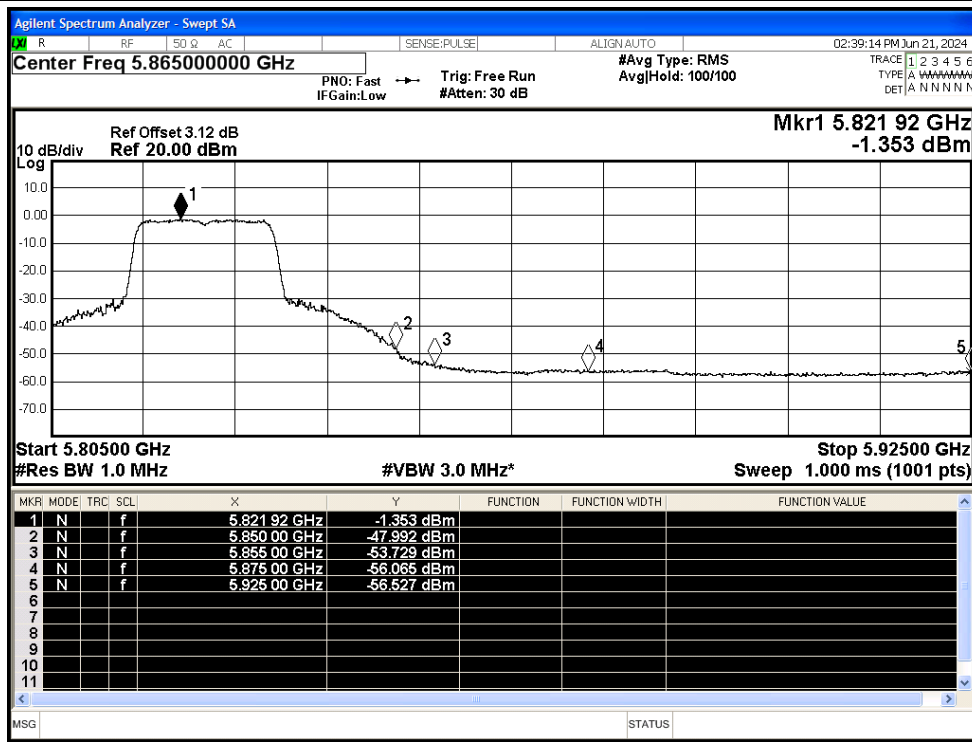 Agilent Spectrum Analyzer - Swept SA
LXI R RF 50 Ω AC SENSE:PULSE ALIGN AUTO 02:39:14 PM Jun 21, 2024
Center Freq 5.865000000 GHz
PNO: Fast
IFGain:Low
Trig: Free Run
#Atten: 30 dB
#Avg Type: RMS
Avg|Hold: 100/100
TRACE 1 2 3 4 5 6
TYPE A WWWWW
DET A N N N N N
Mkr1 5.821 92 GHz
-1.353 dBm
Ref Offset 3.12 dB
10 dB/div Ref 20.00 dBm
Log
10.0
0.00
-10.0
-20.0
-30.0
-40.0
-50.0
-60.0
-70.0
1
2
3
4
5
Start 5.80500 GHz Stop 5.92500 GHz
#Res BW 1.0 MHz #VBW 3.0 MHz* Sweep 1.000 ms (1001 pts)
MKR MODE TRC SCL X Y FUNCTION FUNCTION WIDTH FUNCTION VALUE
1 N f 5.821 92 GHz -1.353 dBm
2 N f 5.850 00 GHz -47.992 dBm
3 N f 5.855 00 GHz -53.729 dBm
4 N f 5.875 00 GHz -56.065 dBm
5 N f 5.925 00 GHz -56.527 dBm
6
7
8
9
10
11
MSG STATUS